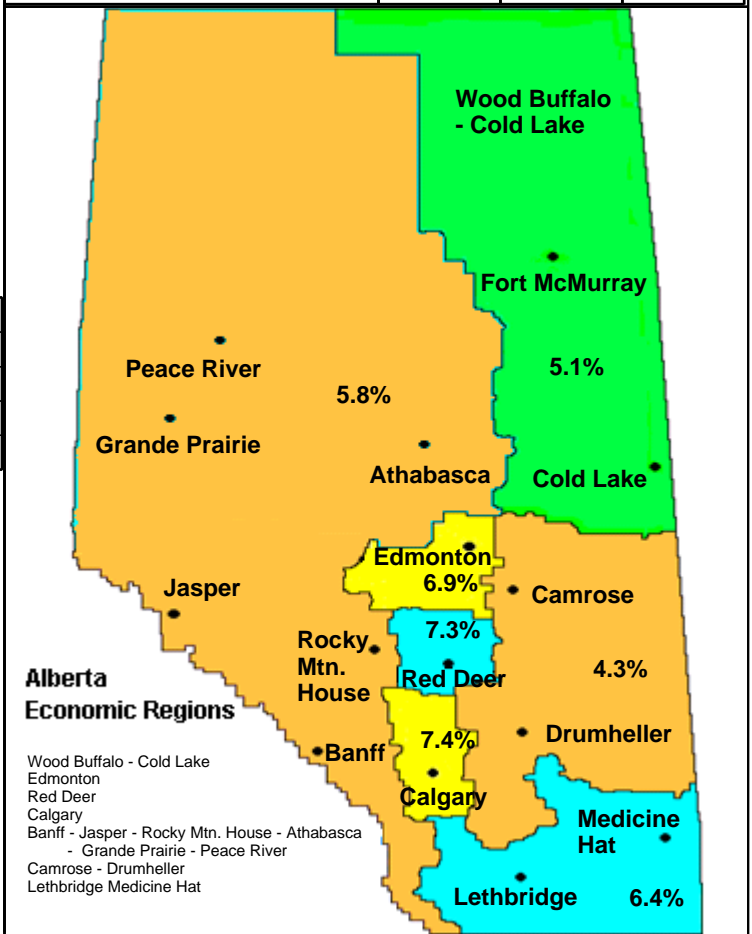 Wood Buffalo
- Cold Lake
Fort McMurray
5.1%
Peace River
5.8%
Grande Prairie
Athabasca
Cold Lake
Edmonton
6.9%
Jasper
Camrose
7.3%
Rocky
Mtn.
House
Red Deer
4.3%
Alberta
Economic Regions
7.4%
Drumheller
Banff
Calgary
Wood Buffalo - Cold Lake
Edmonton
Red Deer
Calgary
Banff - Jasper - Rocky Mtn. House - Athabasca
- Grande Prairie - Peace River
Camrose - Drumheller
Lethbridge Medicine Hat
Medicine
Hat
Lethbridge
6.4%